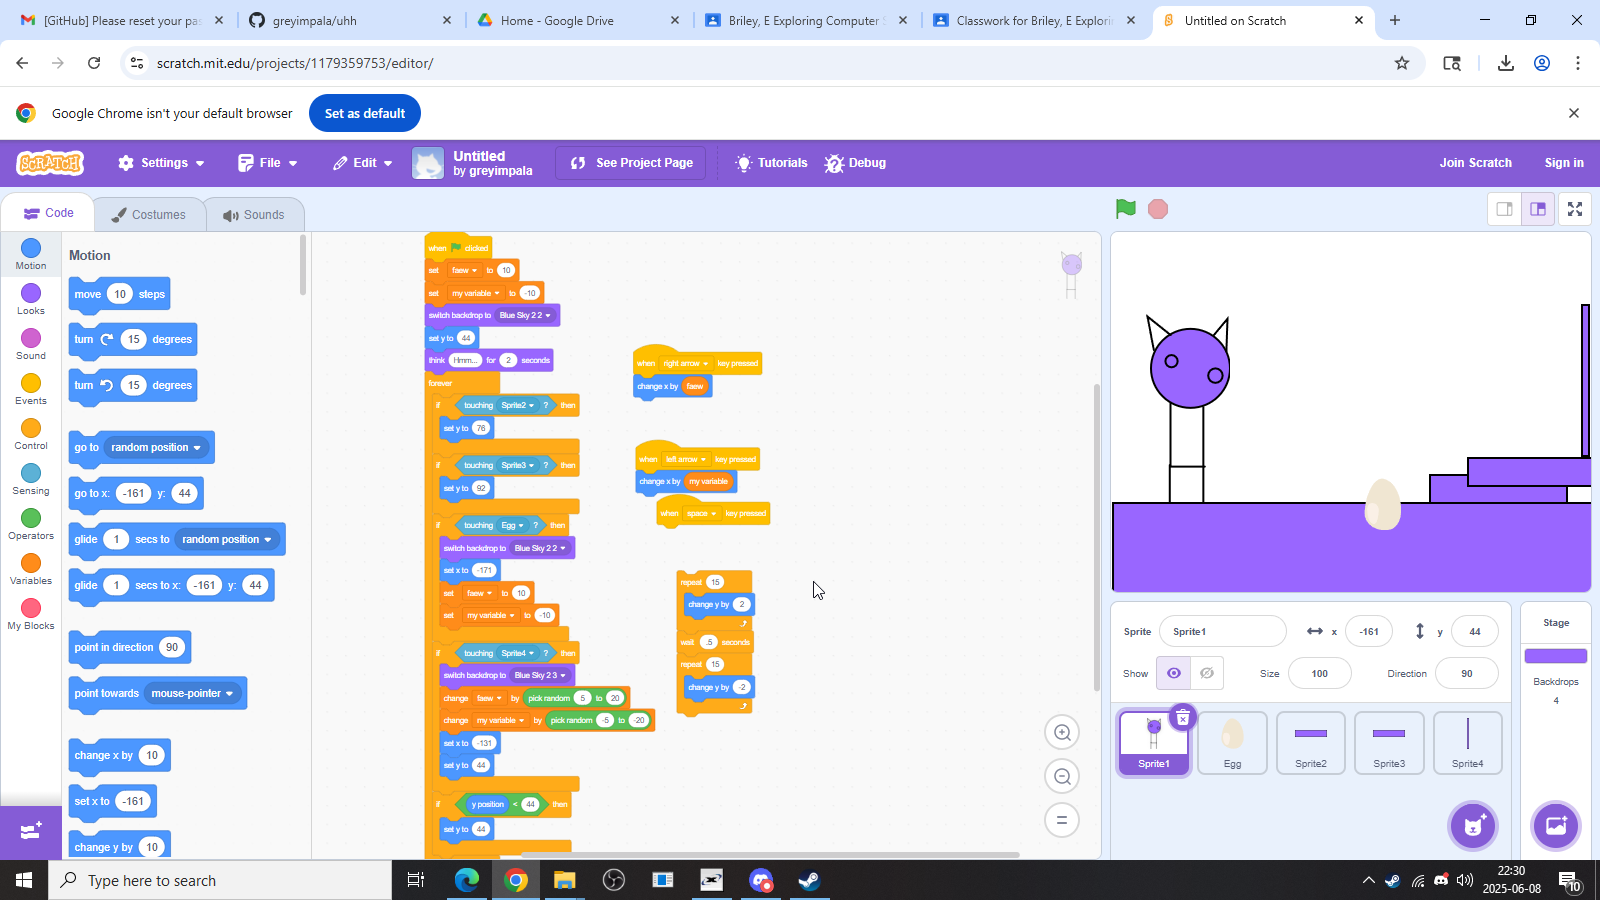 [GitHub] Please reset your pas
greyimpala/uhh
Home - Google Drive
Briley, E Exploring Computer S
Classwork for Briley, E Explori
Untitled on Scratch
scratch.mit.edu/projects/1179359753/editor/
Google Chrome isn't your default browser
Set as default
SCRATCH
Settings
File
Edit
Untitled
by greyimpala
See Project Page
Tutorials
Debug
Join Scratch
Sign in
Code
Costumes
Sounds
Motion
Looks
Sound
Events
Control
Sensing
Operators
Variables
My Blocks
Motion
move 10 steps
turn 15 degrees
turn 15 degrees
go to random position
go to x: -161 y: 44
glide 1 secs to random position
glide 1 secs to x: -161 y: 44
point in direction 90
point towards mouse-pointer
change x by 10
set x to -161
change y by 10
when clicked
set faew to 10
set my variable to -10
switch backdrop to Blue Sky 2 2
set y to 44
think Hmm... for 2 seconds
forever
if touching Sprite2 ? then
set y to 76
if touching Sprite3 ? then
set y to 92
if touching Egg ? then
switch backdrop to Blue Sky 2 2
set x to -171
set faew to 10
set my variable to -10
if touching Sprite4 ? then
switch backdrop to Blue Sky 2 3
change faew by pick random 5 to 20
change my variable by pick random -5 to -20
set x to -131
set y to 44
if y position < 44 then
set y to 44
when right arrow key pressed
change x by faew
when left arrow key pressed
change x by my variable
when space key pressed
repeat 15
change y by 2
wait .5 seconds
repeat 15
change y by -2
Sprite Sprite1 x -161 y 44
Show Size 100 Direction 90
Sprite1
Egg
Sprite2
Sprite3
Sprite4
Stage
Backdrops
4
Type here to search
22:30
2025-06-08
10